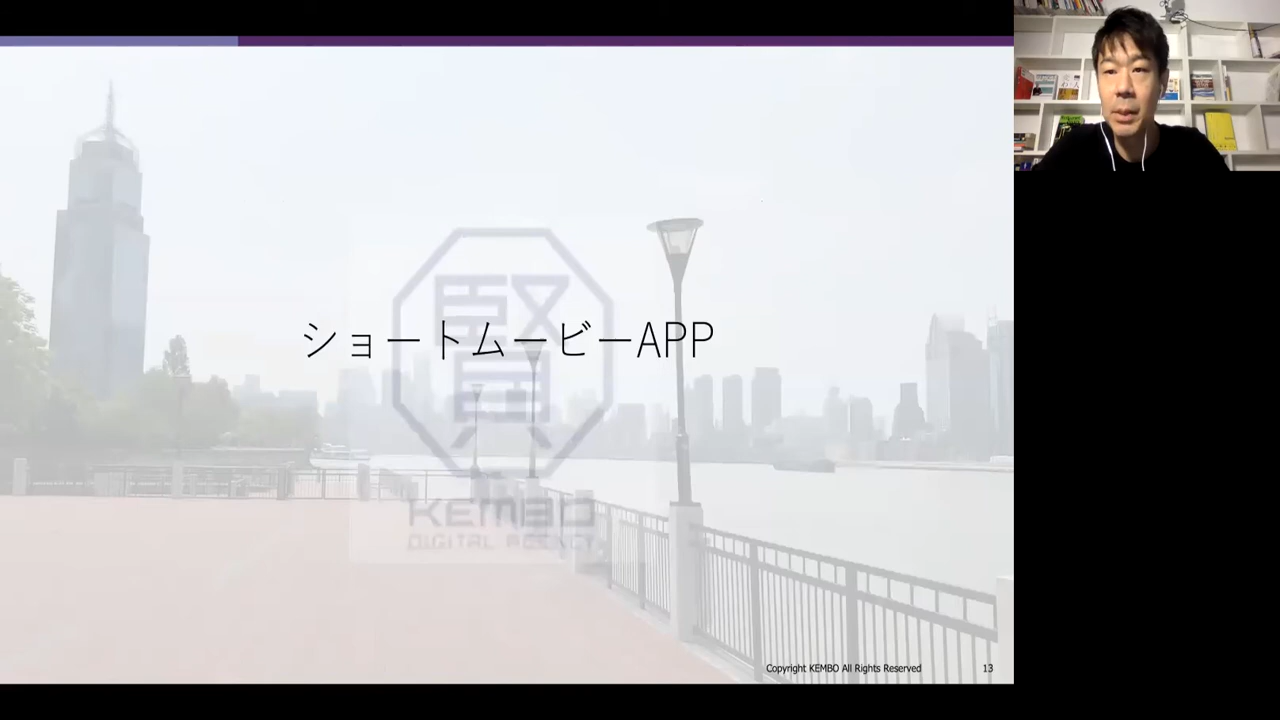 ショートムービーAPP
賢
KEMBO
DIGITAL AGENCY
Copyright KEMBO All Rights Reserved 13